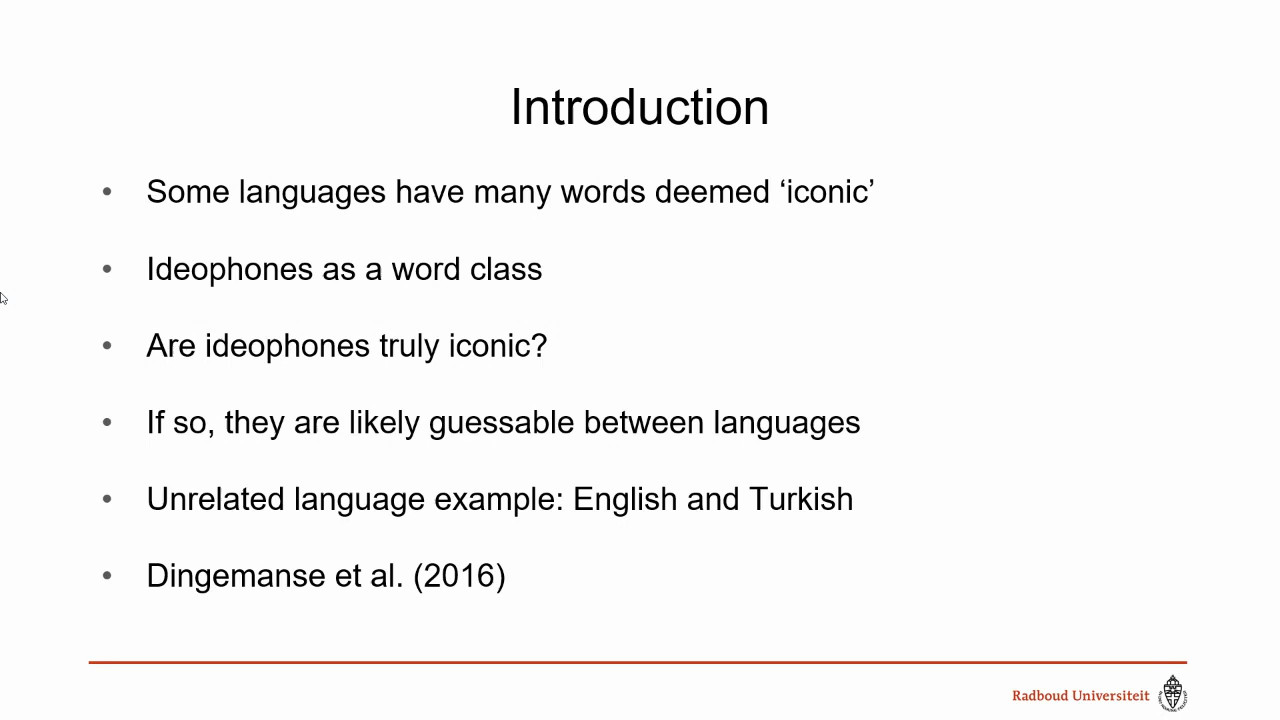 Introduction
• Some languages have many words deemed ‘iconic’
• Ideophones as a word class
• Are ideophones truly iconic?
• If so, they are likely guessable between languages
• Unrelated language example: English and Turkish
• Dingemanse et al. (2016)
Radboud Universiteit